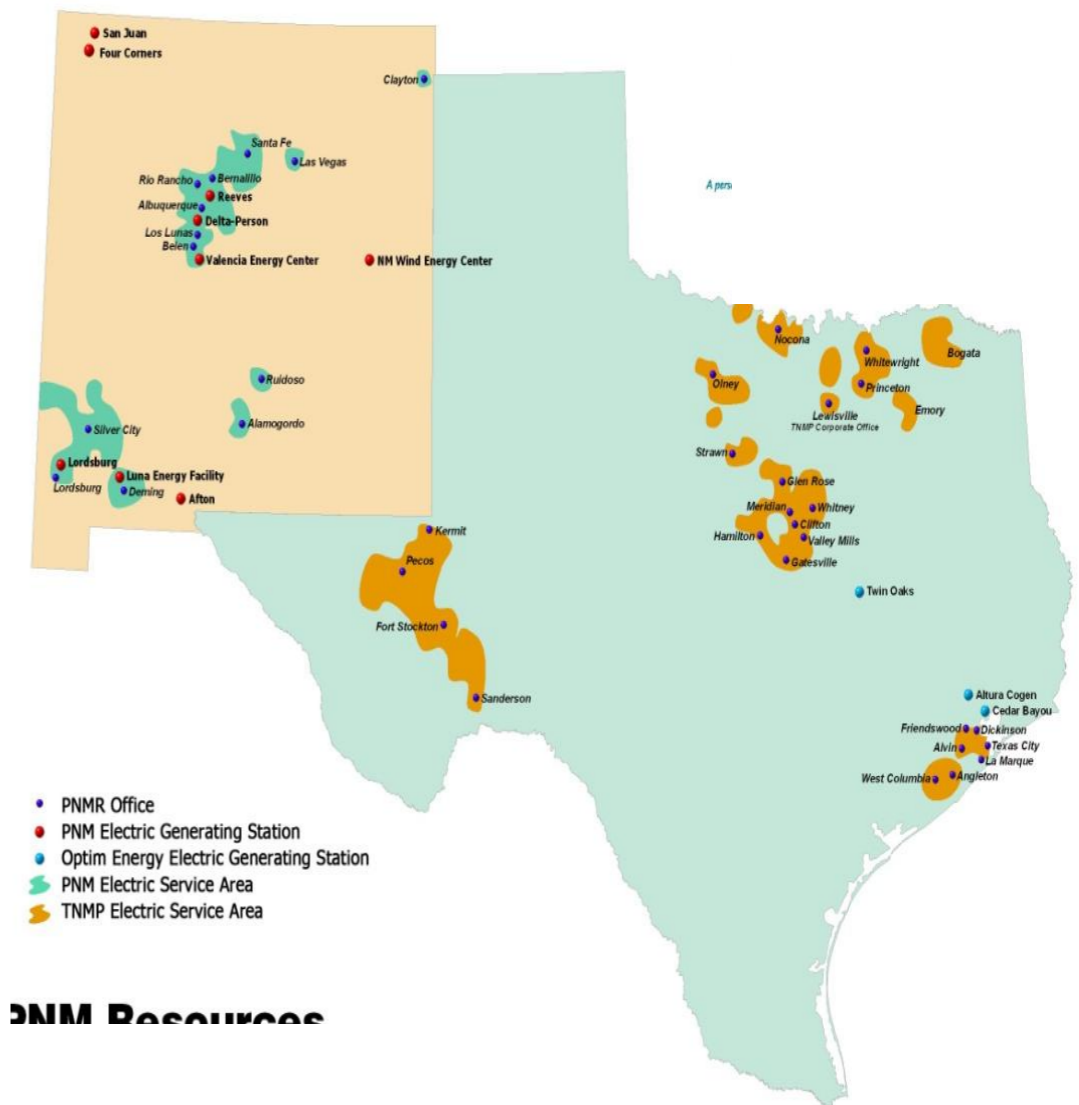 San Juan
Four Corners
Clayton
Santa Fe
Las Vegas
Rio Rancho
Bernalillo
Reeves
Albuquerque
Delta-Person
Los Lunas
Belen
Valencia Energy Center
NM Wind Energy Center
Ruidoso
Alamogordo
Silver City
Lordsburg
Lordsburg
Luna Energy Facility
Deming
Afton
A pers
Nocona
Whitewright
Bogata
Olney
Princeton
Lewisville
TNMP Corporate Office
Emory
Strawn
Glen Rose
Meridian
Whitney
Clifton
Hamilton
Valley Mills
Gatesville
Twin Oaks
Kermit
Pecos
Fort Stockton
Sanderson
Altura Cogen
Cedar Bayou
Friendswood
Dickinson
Alvin
Texas City
La Marque
West Columbia
Angleton
PNMR Office
PNM Electric Generating Station
Optim Energy Electric Generating Station
PNM Electric Service Area
TNMP Electric Service Area
PNM Resources